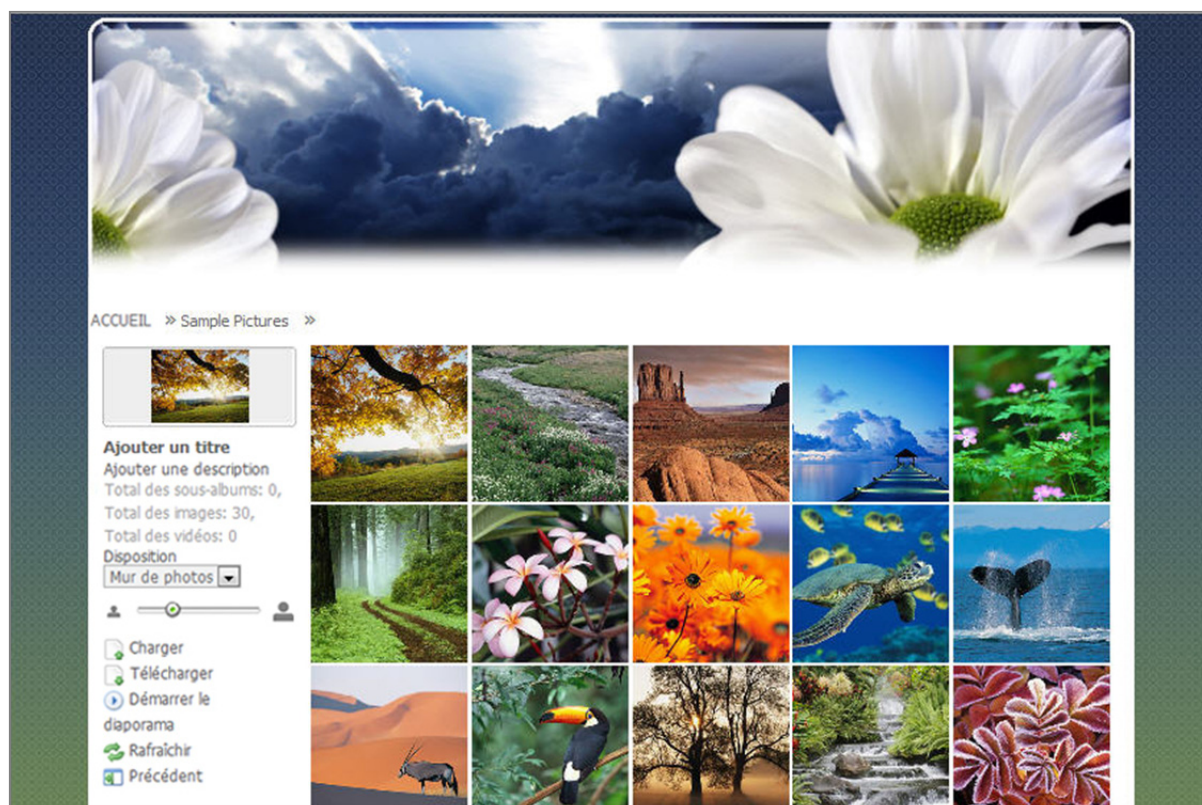 ACCUEIL » Sample Pictures »
Ajouter un titre
Ajouter une description
Total des sous-albums: 0,
Total des images: 30,
Total des vidéos: 0
Disposition
Mur de photos
Charger
Télécharger
Démarrer le
diaporama
Rafraîchir
Précédent